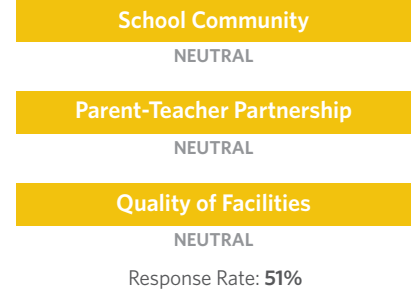 School Community
NEUTRAL
Parent-Teacher Partnership
NEUTRAL
Quality of Facilities
NEUTRAL
Response Rate: 51%